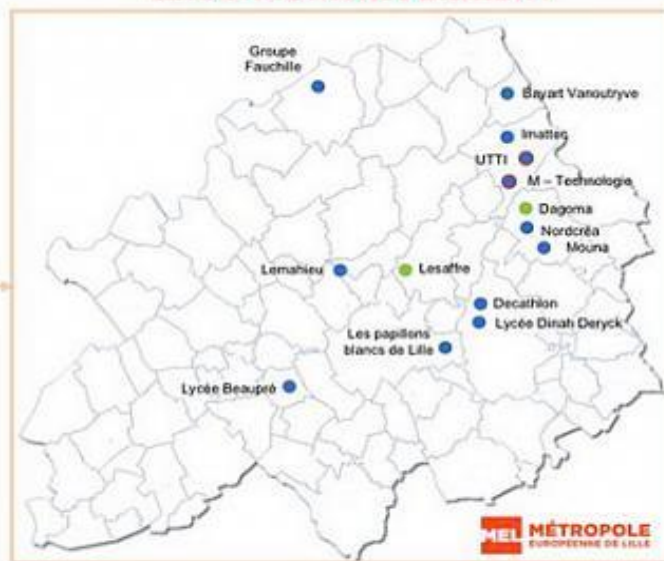 Groupe
Fauchille
Bayart Vanoutryve
Imattec
UTTI
M – Technologie
Dagoma
Nordcréa
Mouna
Lemahieu
Lesaffre
Decathlon
Lycée Dinah Deryck
Les papillons
blancs de Lille
Lycée Beaupré
MEL
MÉTROPOLE
EUROPÉENNE DE LILLE